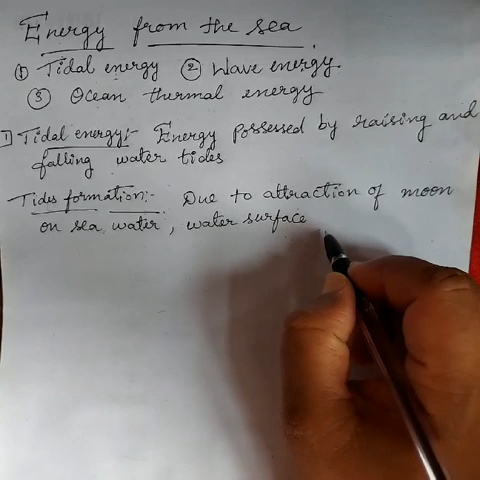 Energy from the sea
① Tidal energy ② Wave energy.
③ Ocean thermal energy
1) Tidal energy:- Energy possessed by raising and
falling water tides
Tides formation:- Due to attraction of moon
on sea water, water surface